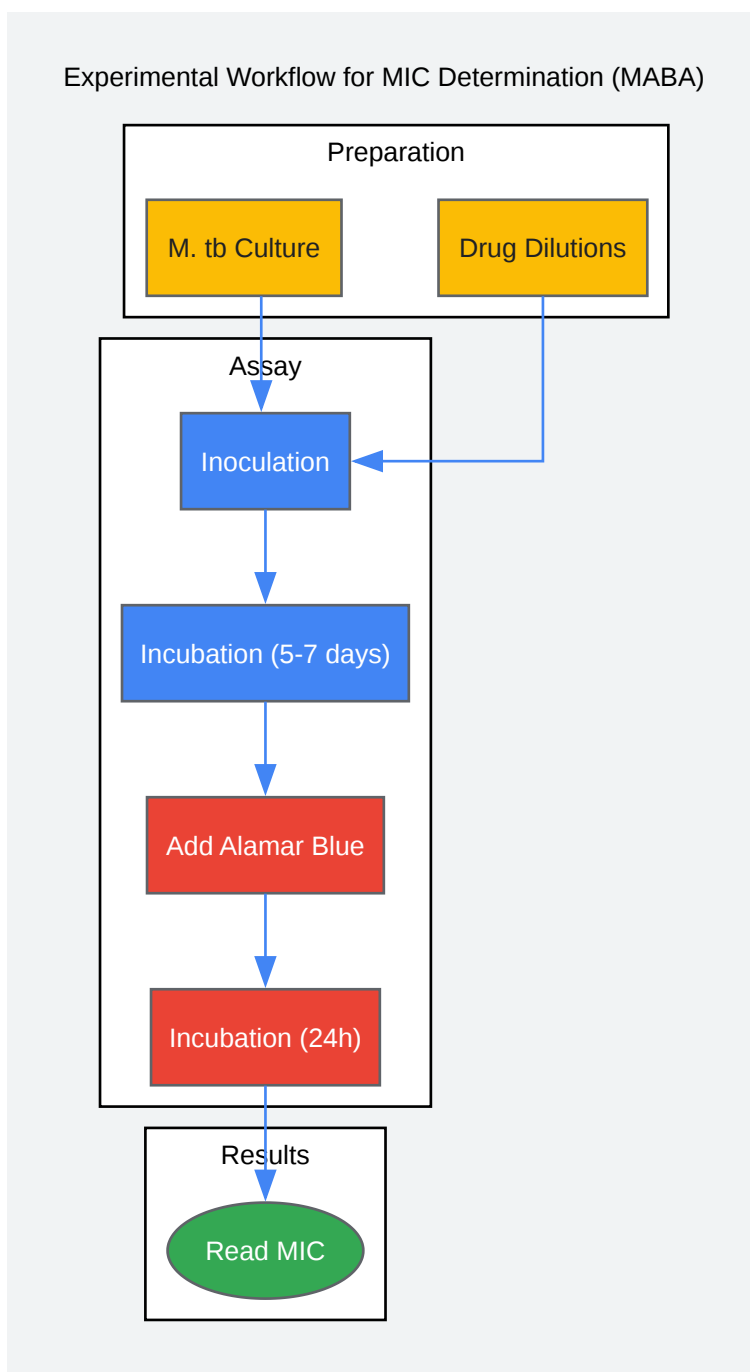 Experimental Workflow for MIC Determination (MABA)
Preparation
M. tb Culture
Drug Dilutions
Assay
Inoculation
Incubation (5-7 days)
Add Alamar Blue
Incubation (24h)
Results
Read MIC